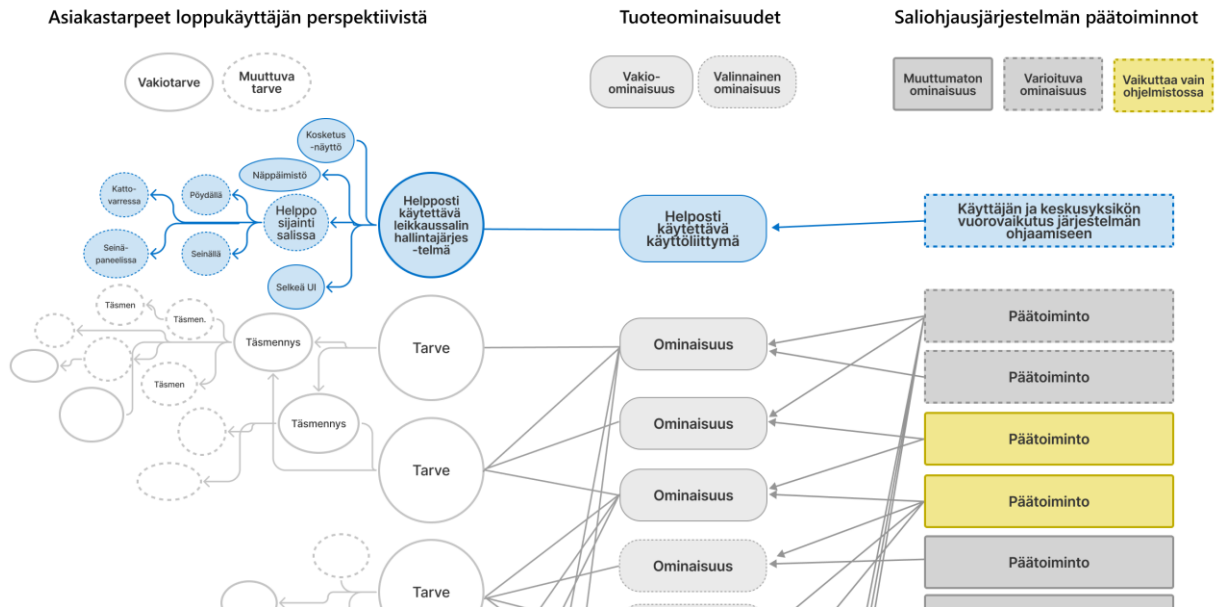 Asiakastarpeet loppukäyttäjän perspektiivistä
Tuoteominaisuudet
Saliohjausjärjestelmän päätoiminnot
Vakiotarve
Muuttuva
tarve
Vakio-
ominaisuus
Valinnainen
ominaisuus
Muuttumaton
ominaisuus
Varioituva
ominaisuus
Vaikuttaa vain
ohjelmistossa
Kosketus
-näyttö
Näppäimistö
Katto-
varressa
Pöydällä
Helppo
sijainti
salissa
Seinä-
paneelissa
Seinällä
Selkeä UI
Helpposti
käytettävä
leikkaussalin
hallintajärjes
-telmä
Helposti
käytettävä
käyttöliittymä
Käyttäjän ja keskusyksikön
vuorovaikutus järjestelmän
ohjaamiseen
Täsmen
Täsmen.
Täsmennys
Täsmen
Täsmennys
Tarve
Tarve
Tarve
Ominaisuus
Ominaisuus
Ominaisuus
Ominaisuus
Päätoiminto
Päätoiminto
Päätoiminto
Päätoiminto
Päätoiminto